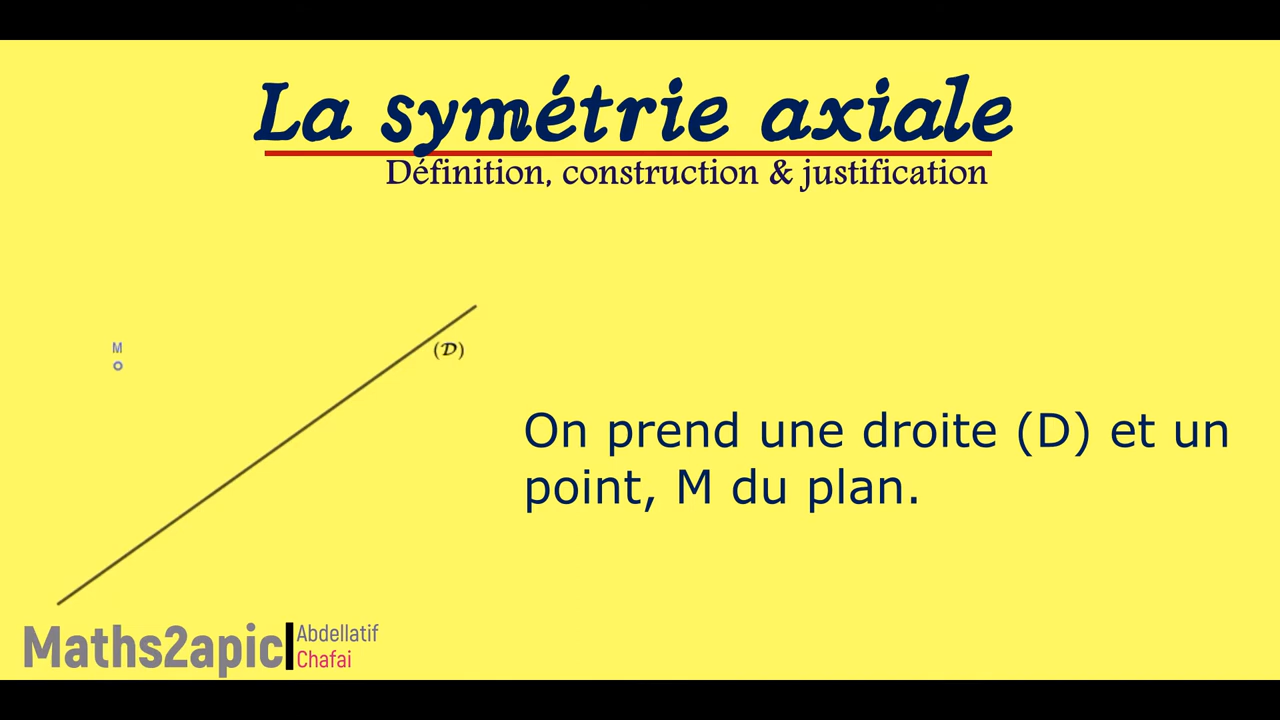 La symétrie axiale
Définition, construction & justification
M
(D)
On prend une droite (D) et un
point, M du plan.
Maths2apic
Abdellatif
Chafai